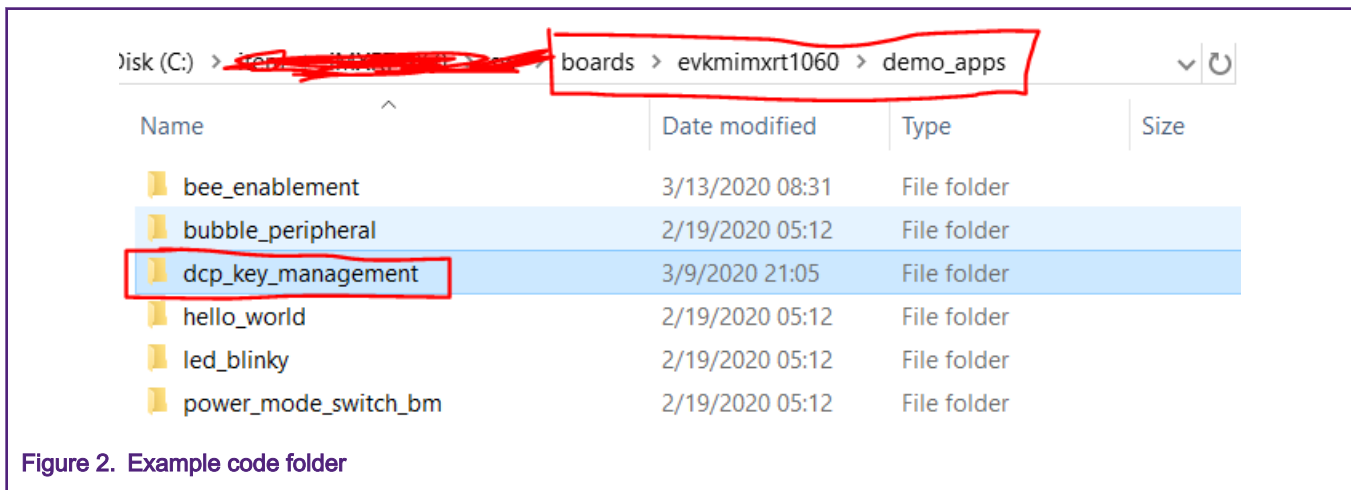 Disk (C:) > > > boards > evkmimxrt1060 > demo_apps
Name Date modified Type Size
bee_enablement 3/13/2020 08:31 File folder
bubble_peripheral 2/19/2020 05:12 File folder
dcp_key_management 3/9/2020 21:05 File folder
hello_world 2/19/2020 05:12 File folder
led_blinky 2/19/2020 05:12 File folder
power_mode_switch_bm 2/19/2020 05:12 File folder
Figure 2. Example code folder